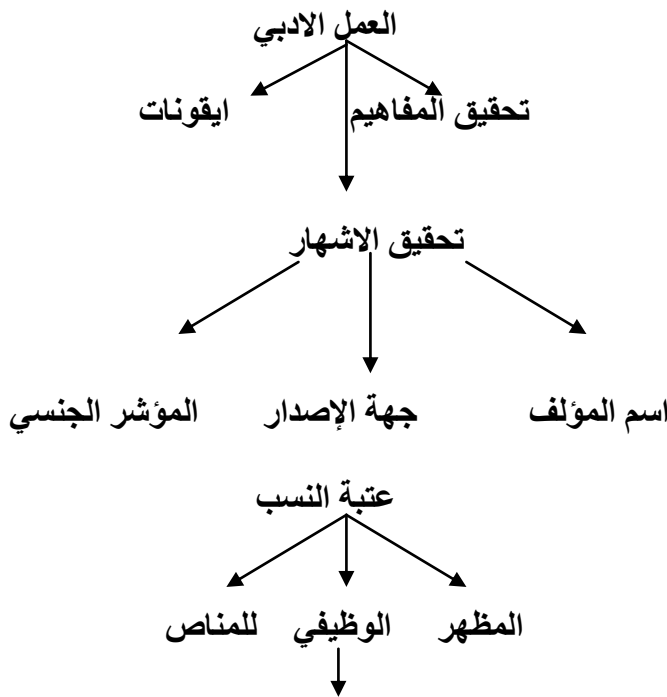 العمل الادبي
تحقيق المفاهيم ايقونات
تحقيق الاشهار
اسم المؤلف جهة الإصدار المؤشر الجنسي
عتبة النسب
المظهر الوظيفي للمناص